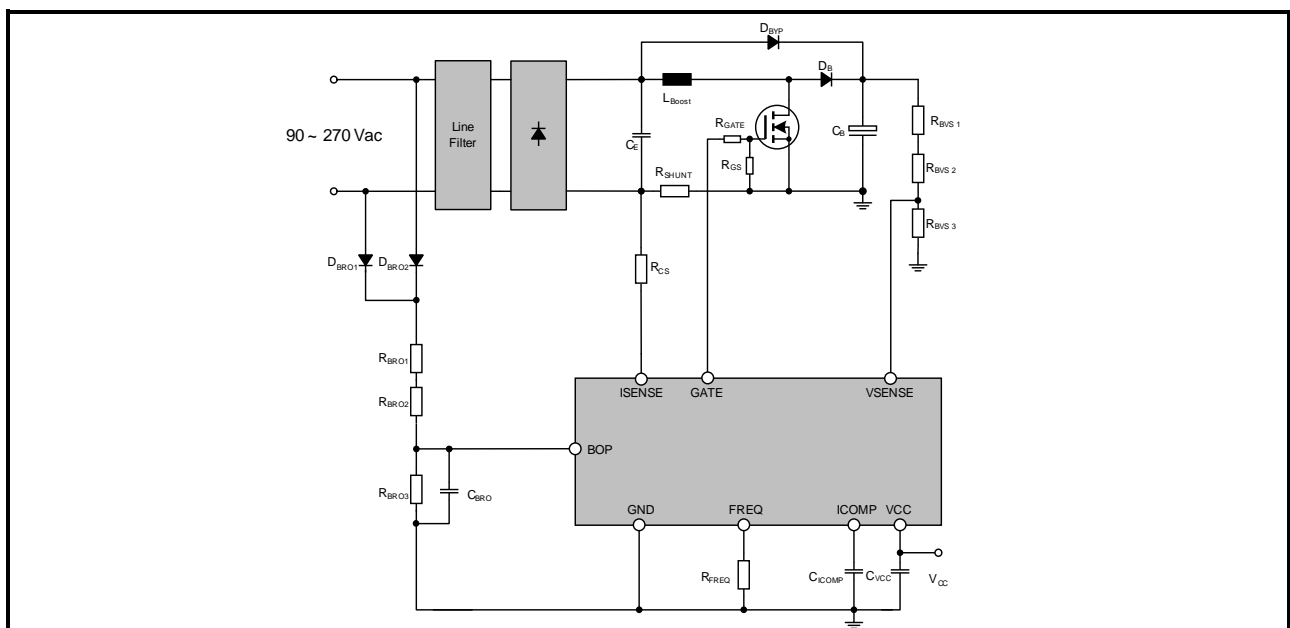 D_BYP
D_B
L_Boost
Line
Filter
90 ~ 270 Vac
C_E
R_GATE
R_GS
R_SHUNT
C_B
R_BVS 1
R_BVS 2
R_BVS 3
D_BRO1
D_BRO2
R_CS
R_BRO1
R_BRO2
R_BRO3
C_BRO
ISENSE
GATE
VSENSE
BOP
GND
FREQ
ICOMP
VCC
R_FREQ
C_ICOMP
C_VCC
V_CC